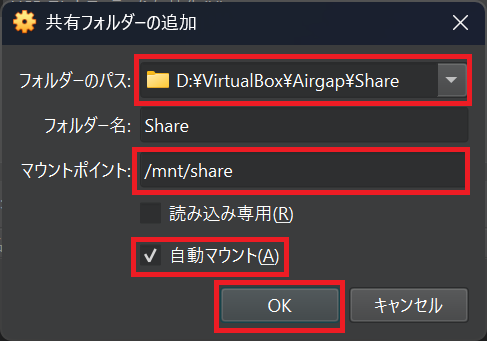 共有フォルダーの追加
フォルダーのパス: D:¥VirtualBox¥Airgap¥Share
フォルダー名: Share
マウントポイント: /mnt/share
読み込み専用(R)
自動マウント(A)
OK キャンセル